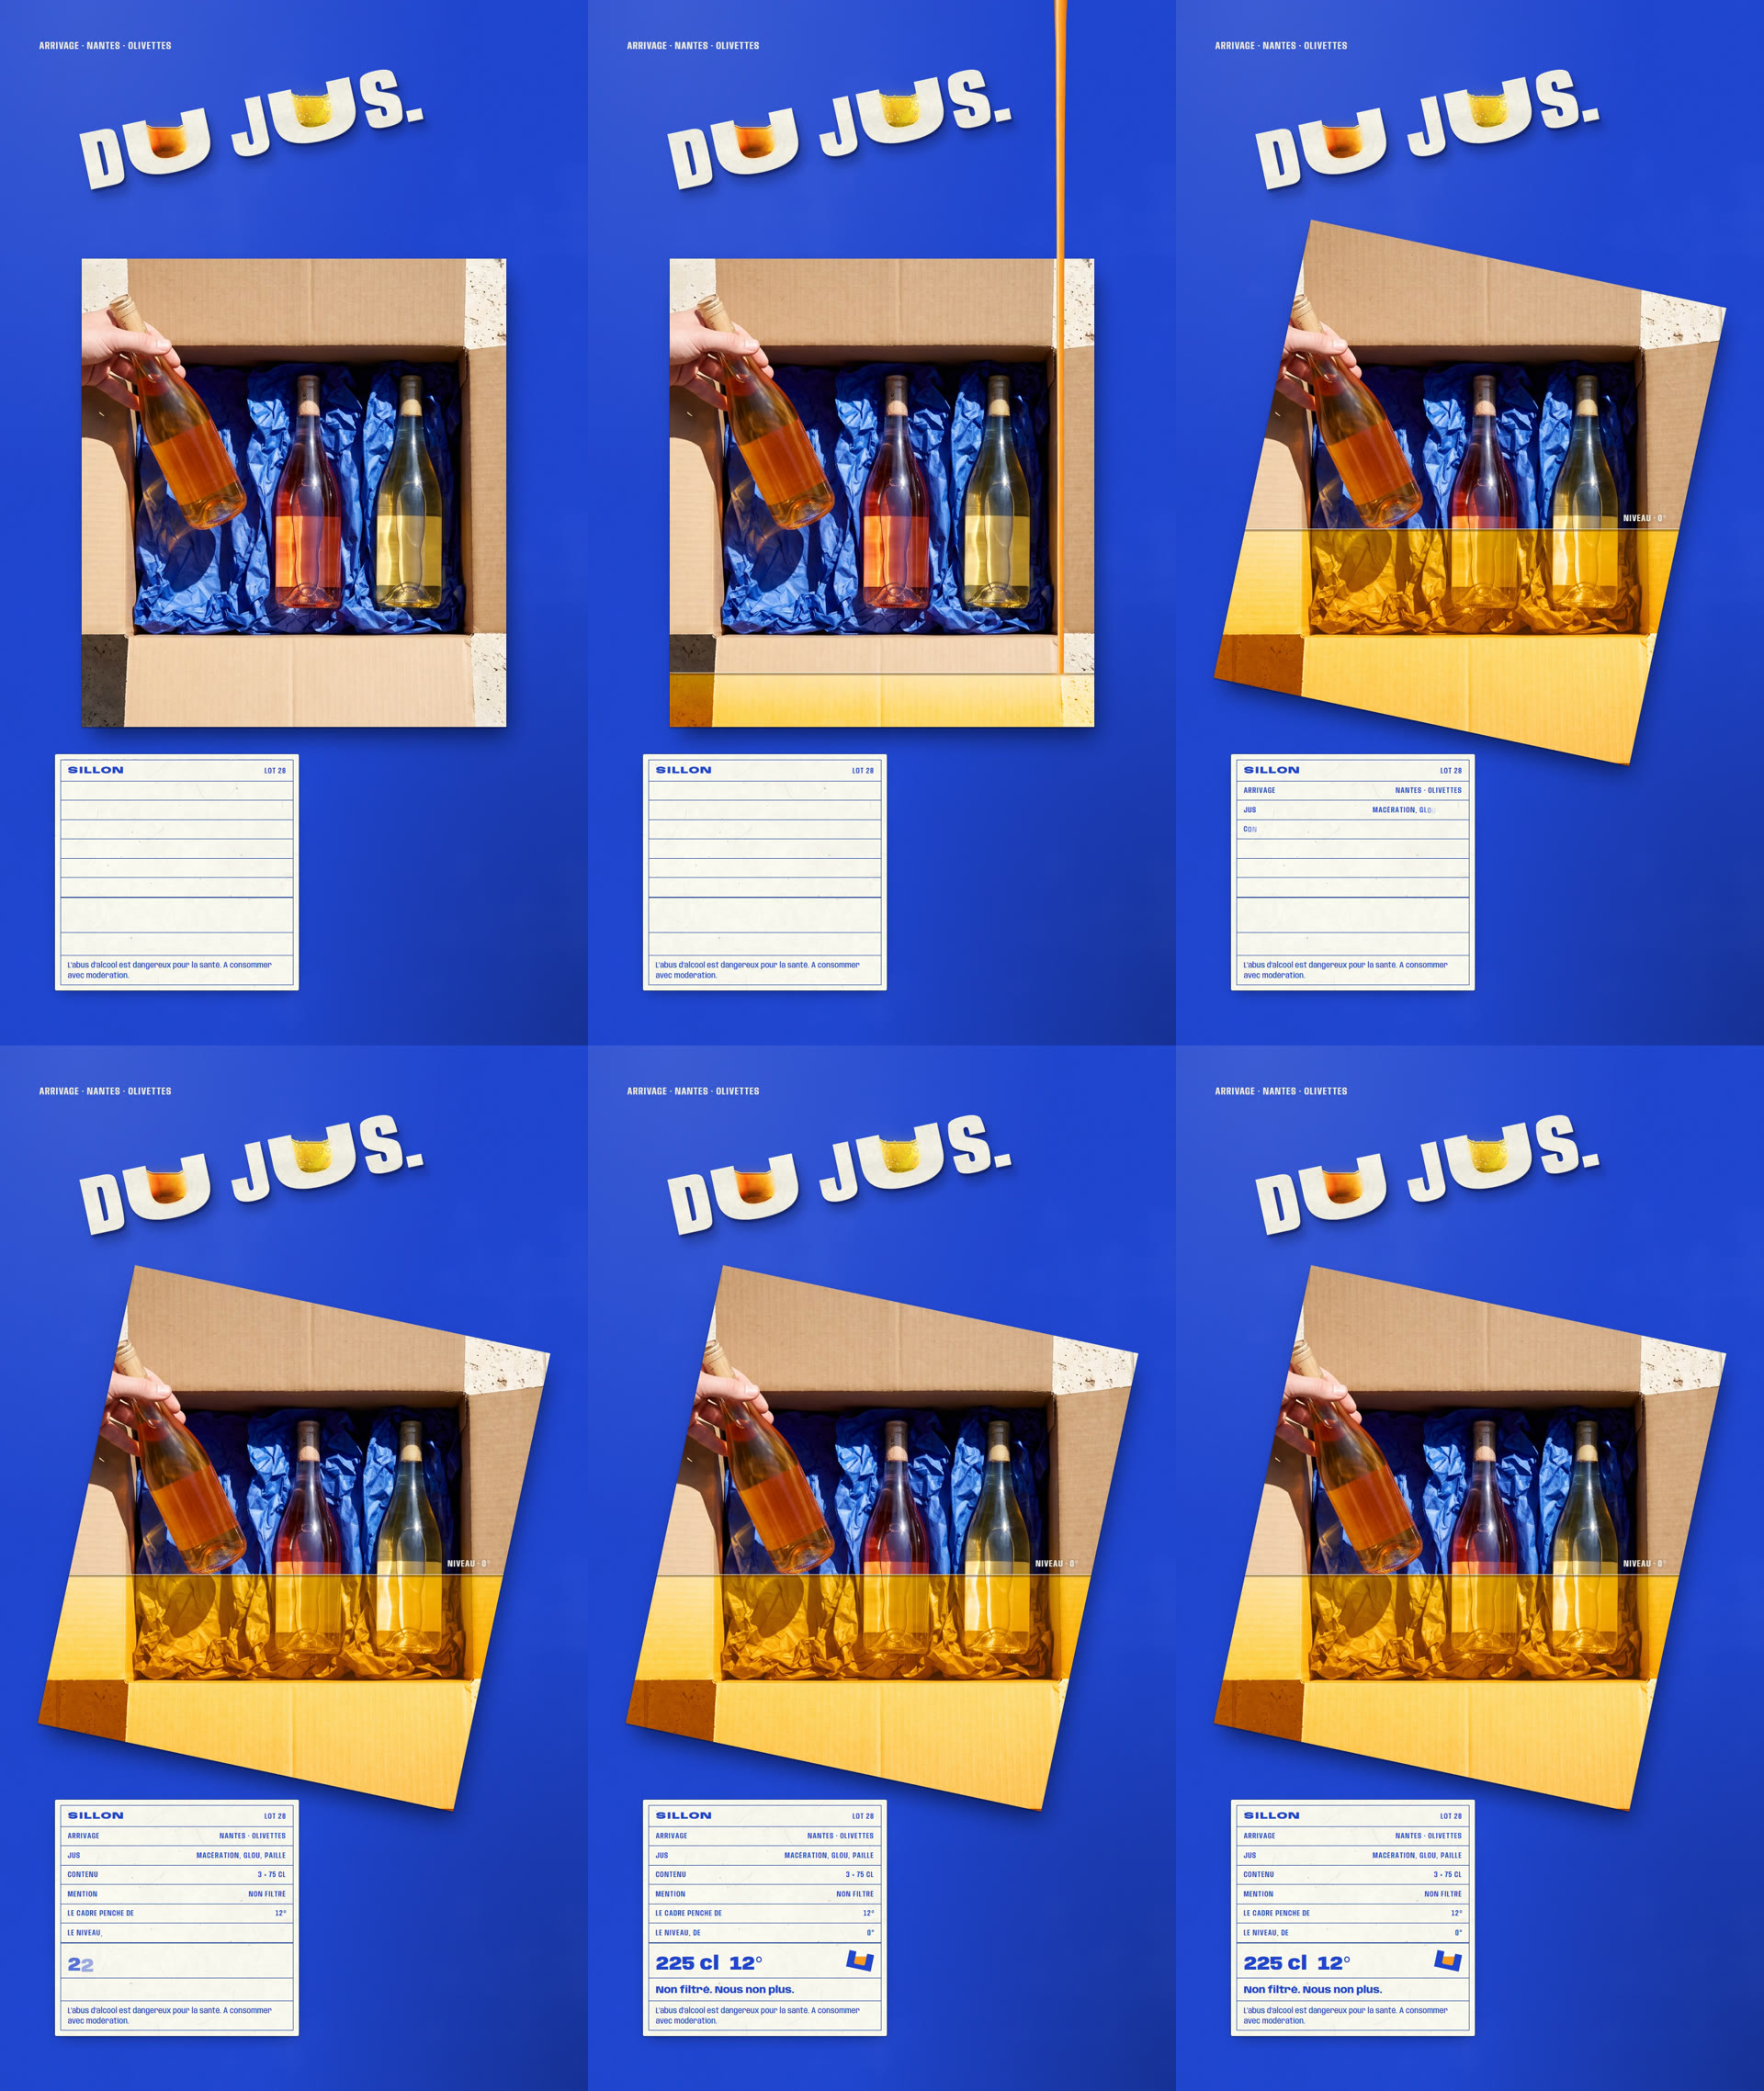 ARRIVAGE · NANTES · OLIVETTES
DU JUS.
SILLON LOT 28
L'abus d'alcool est dangereux pour la santé. A consommer
avec modération.
ARRIVAGE · NANTES · OLIVETTES
DU JUS.
SILLON LOT 28
L'abus d'alcool est dangereux pour la santé. A consommer
avec modération.
ARRIVAGE · NANTES · OLIVETTES
DU JUS.
NIVEAU · 0°
SILLON LOT 28
ARRIVAGE NANTES · OLIVETTES
JUS MACÉRATION, GLOU
CON
L'abus d'alcool est dangereux pour la santé. A consommer
avec modération.
ARRIVAGE · NANTES · OLIVETTES
DU JUS.
NIVEAU · 0°
SILLON LOT 28
ARRIVAGE NANTES · OLIVETTES
JUS MACÉRATION, GLOU, PAILLE
CONTENU 3 × 75 CL
MENTION NON FILTRÉ
LE CADRE PENCHE DE 12°
LE NIVEAU,
22
L'abus d'alcool est dangereux pour la santé. A consommer
avec modération.
ARRIVAGE · NANTES · OLIVETTES
DU JUS.
NIVEAU · 0°
SILLON LOT 28
ARRIVAGE NANTES · OLIVETTES
JUS MACÉRATION, GLOU, PAILLE
CONTENU 3 × 75 CL
MENTION NON FILTRÉ
LE CADRE PENCHE DE 12°
LE NIVEAU, DE 0°
225 cl 12°
Non filtré. Nous non plus.
L'abus d'alcool est dangereux pour la santé. A consommer
avec modération.
ARRIVAGE · NANTES · OLIVETTES
DU JUS.
NIVEAU · 0°
SILLON LOT 28
ARRIVAGE NANTES · OLIVETTES
JUS MACÉRATION, GLOU, PAILLE
CONTENU 3 × 75 CL
MENTION NON FILTRÉ
LE CADRE PENCHE DE 12°
LE NIVEAU, DE 0°
225 cl 12°
Non filtré. Nous non plus.
L'abus d'alcool est dangereux pour la santé. A consommer
avec modération.